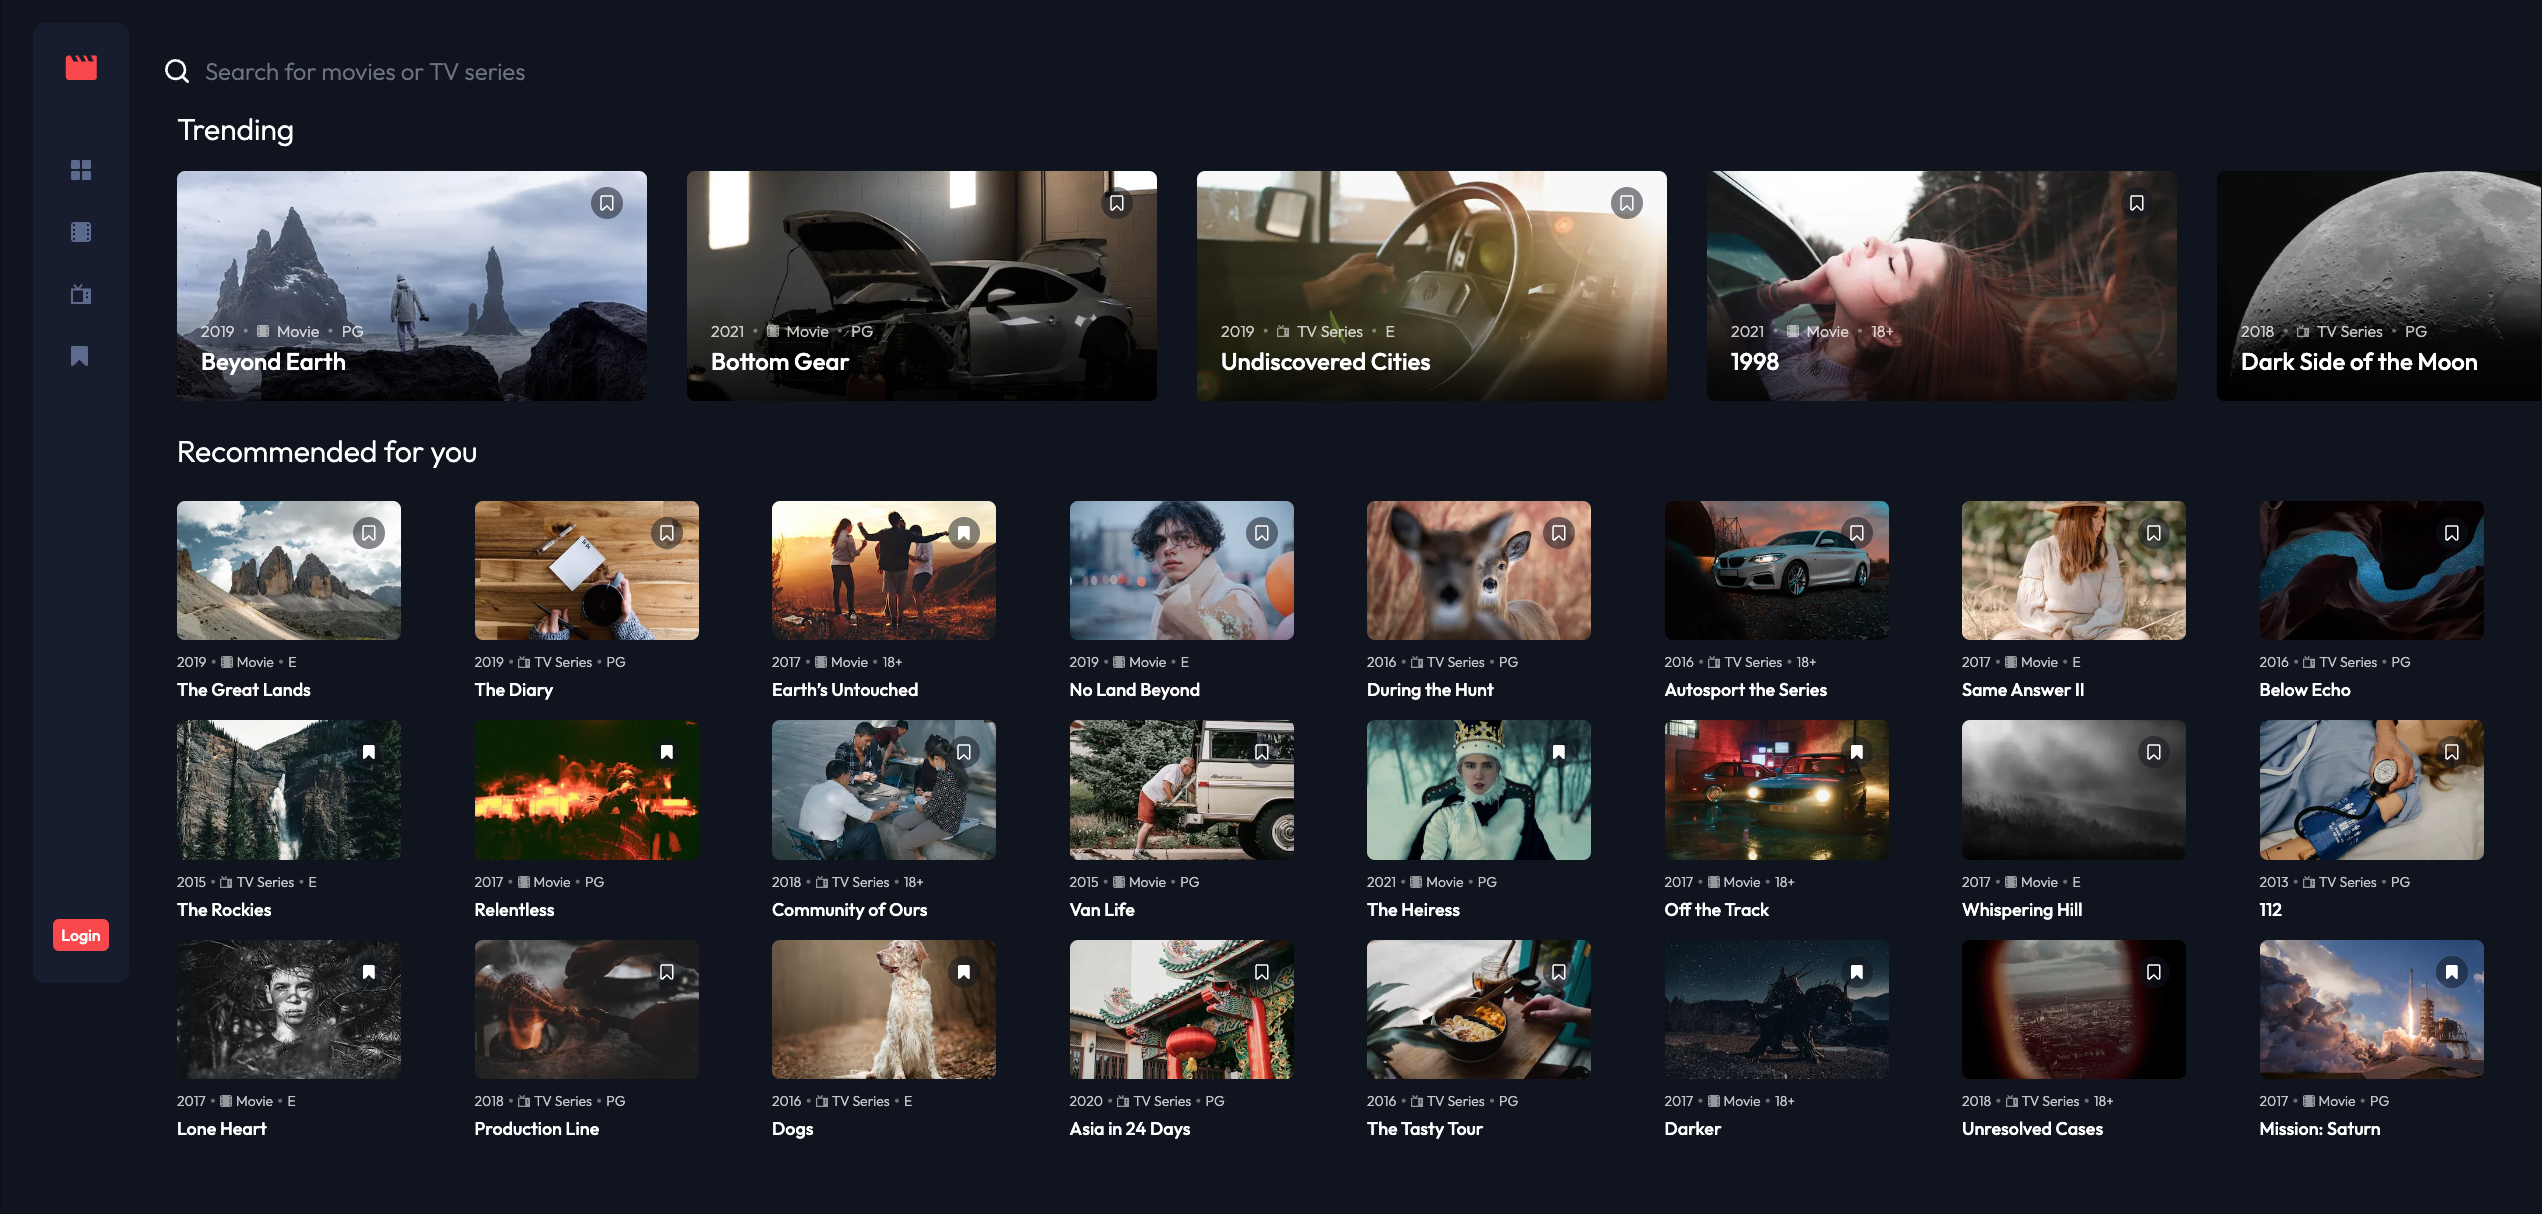 Search for movies or TV series
Trending
2019 • Movie • PG
Beyond Earth
2021 • Movie • PG
Bottom Gear
2019 • TV Series • E
Undiscovered Cities
2021 • Movie • 18+
1998
2018 • TV Series • PG
Dark Side of the Moon
Recommended for you
2019 • Movie • E
The Great Lands
2019 • TV Series • PG
The Diary
2017 • Movie • 18+
Earth’s Untouched
2019 • Movie • E
No Land Beyond
2016 • TV Series • PG
During the Hunt
2016 • TV Series • 18+
Autosport the Series
2017 • Movie • E
Same Answer II
2016 • TV Series • PG
Below Echo
2015 • TV Series • E
The Rockies
2017 • Movie • PG
Relentless
2018 • TV Series • 18+
Community of Ours
2015 • Movie • PG
Van Life
2021 • Movie • PG
The Heiress
2017 • Movie • 18+
Off the Track
2017 • Movie • E
Whispering Hill
2013 • TV Series • PG
112
Login
2017 • Movie • E
Lone Heart
2018 • TV Series • PG
Production Line
2016 • TV Series • E
Dogs
2020 • TV Series • PG
Asia in 24 Days
2016 • TV Series • PG
The Tasty Tour
2017 • Movie • 18+
Darker
2018 • TV Series • 18+
Unresolved Cases
2017 • Movie • PG
Mission: Saturn